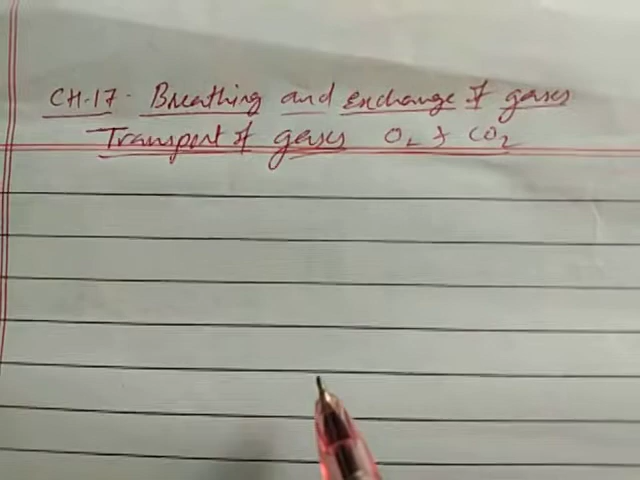 CH-17. Breathing and exchange of gases
Transport of gases O2 & CO2